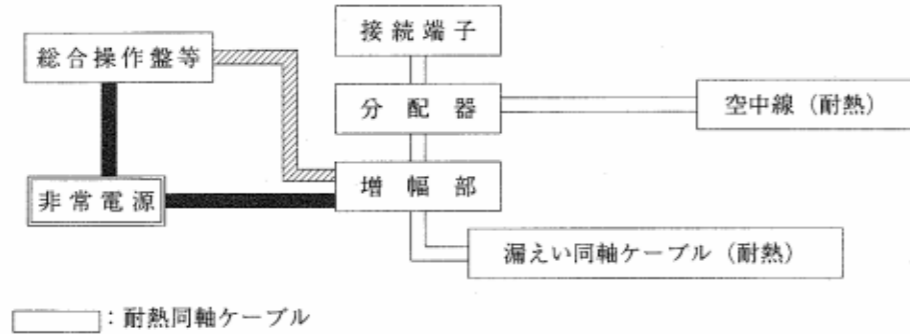 接続端子
総合操作盤等
分配器
空中線（耐熱）
非常電源
増幅部
漏えい同軸ケーブル（耐熱）
：耐熱同軸ケーブル